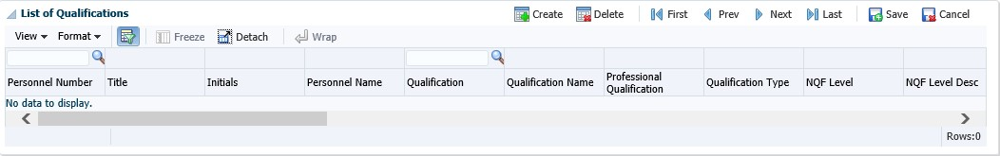 List of Qualifications Create Delete First Prev Next Last Save Cancel
View Format Freeze Detach Wrap
Personnel Number Title Initials Personnel Name Qualification Qualification Name Professional Qualification Qualification Type NQF Level NQF Level Desc
No data to display.
Rows:0